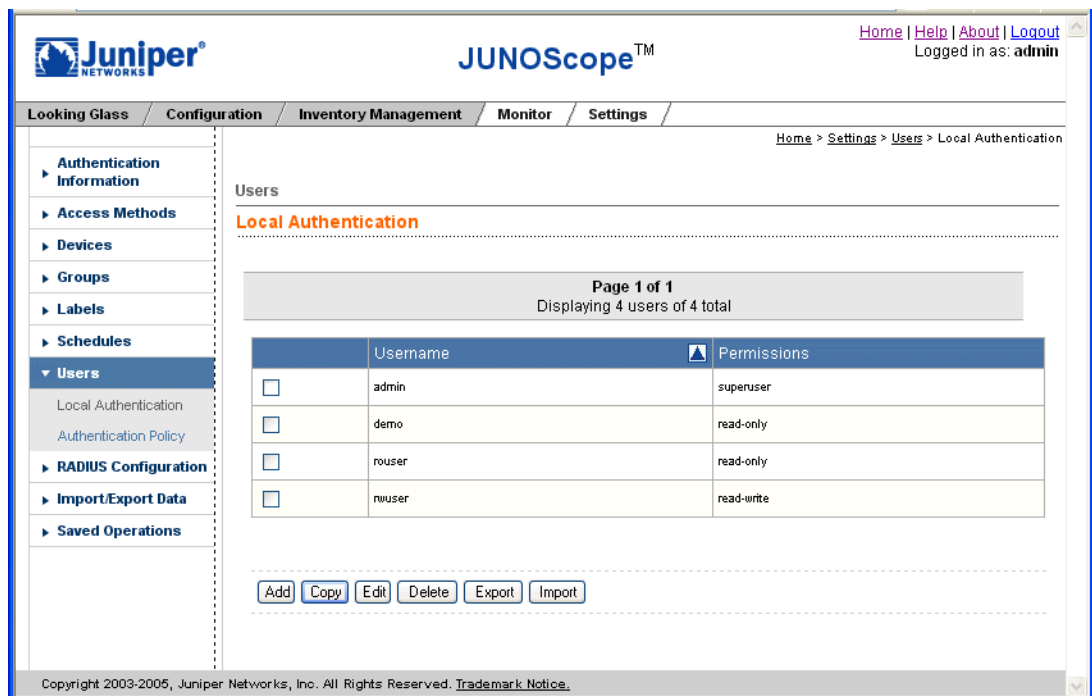 Juniper®
NETWORKS
JUNOScope™
Home | Help | About | Logout
Logged in as: admin
Looking Glass / Configuration / Inventory Management / Monitor / Settings /
Home > Settings > Users > Local Authentication
Authentication
Information
Access Methods
Devices
Groups
Labels
Schedules
Users
Local Authentication
Authentication Policy
RADIUS Configuration
Import/Export Data
Saved Operations
Users
Local Authentication
Page 1 of 1
Displaying 4 users of 4 total
Username Permissions
admin superuser
demo read-only
rouser read-only
rwuser read-write
Add Copy Edit Delete Export Import
Copyright 2003-2005, Juniper Networks, Inc. All Rights Reserved. Trademark Notice.